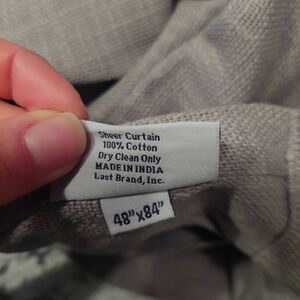 Sheer Curtain
100% Cotton
Dry Clean Only
MADE IN INDIA
Last Brand, Inc.
48"x84"